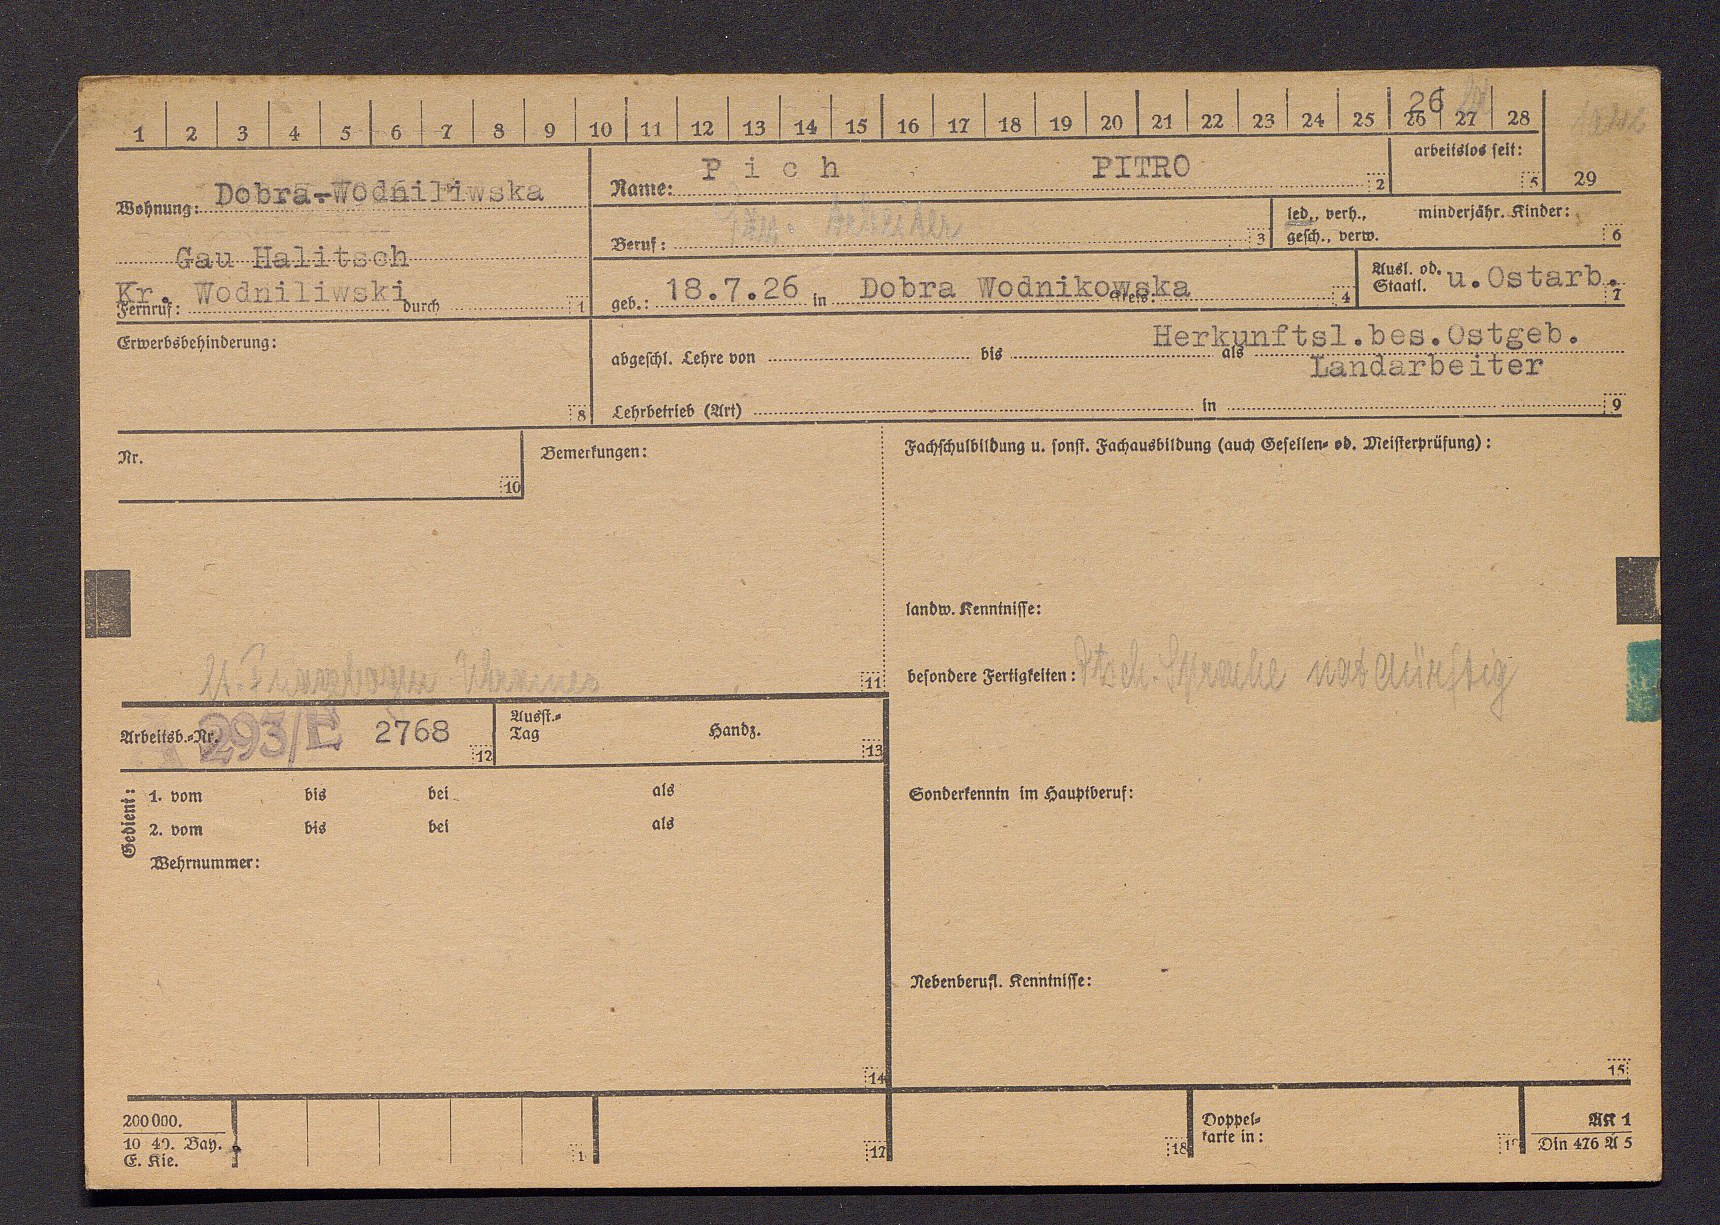 1 2 3 4 5 6 7 8 9 10 11 12 13 14 15 16 17 18 19 20 21 22 23 24 25 26 27 28
26
Wohnung: Dobra-Wodniliwska
Gau Halitsch
Kr. Wodniliwski
Fernruf: durch 1
Name: Pich PITRO 2
arbeitslos seit: 5
29
Beruf: 3
led., verh., gesch., verw.
minderjähr. Kinder: 6
geb.: 18.7.26 in Dobra Wodnikowska Kreis: 4
Ausl. od. Staatl. u.Ostarb. 7
Erwerbsbehinderung: 8
Herkunftsl.bes.Ostgeb.
abgeschl. Lehre von bis als
Landarbeiter
Lehrbetrieb (Art) in 9
Nr. 10
Bemerkungen:
11
Fachschulbildung u. sonst. Fachausbildung (auch Gesellen- od. Meisterprüfung):
landw. Kenntnisse:
besondere Fertigkeiten: Dtsch. Sprache notdürftig
Arbeitsb.-Nr. 293/E 2768 12
Ausst.-Tag Handz. 13
Gedient:
1. vom bis bei als
2. vom bis bei als
Wehrnummer:
14
Sonderkenntn im Hauptberuf:
Nebenberufl. Kenntnisse:
15
200 000.
10 40. Bay.
E. Kie.
17
18
Doppel-
karte in:
AK 1
Din 476 A 5